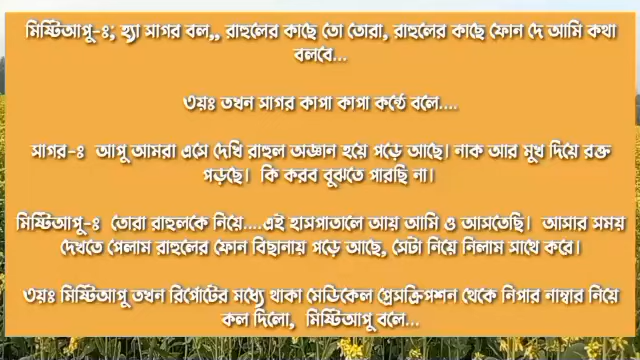 মিষ্টিআপু-ঃ; হ্যা সাগর বল,, রাহুলের কাছে তো তোরা, রাহুলের কাছে ফোন দে আমি কথা
বলবে...
৩য়ঃ তখন সাগর কাপা কাপা কন্ঠে বলে....
সাগর-ঃ আপু আমরা এসে দেখি রাহুল অজ্ঞান হয়ে পড়ে আছে। নাক আর মুখ দিয়ে রক্ত
পড়ছে। কি করব বুঝতে পারছি না।
মিষ্টিআপু-ঃ তোরা রাহুলকে নিয়ে....এই হাসপাতালে আয় আমি ও আসতেছি। আসার সময়
দেখতে পেলাম রাহুলের ফোন বিছানায় পড়ে আছে, সেটা নিয়ে নিলাম সাথে করে।
৩য়ঃ মিষ্টিআপু তখন রির্পোটের মধ্যে থাকা মেডিকেল প্রেসক্রিপশন থেকে নিপার নাম্বার নিয়ে
কল দিলো, মিষ্টিআপু বলে...